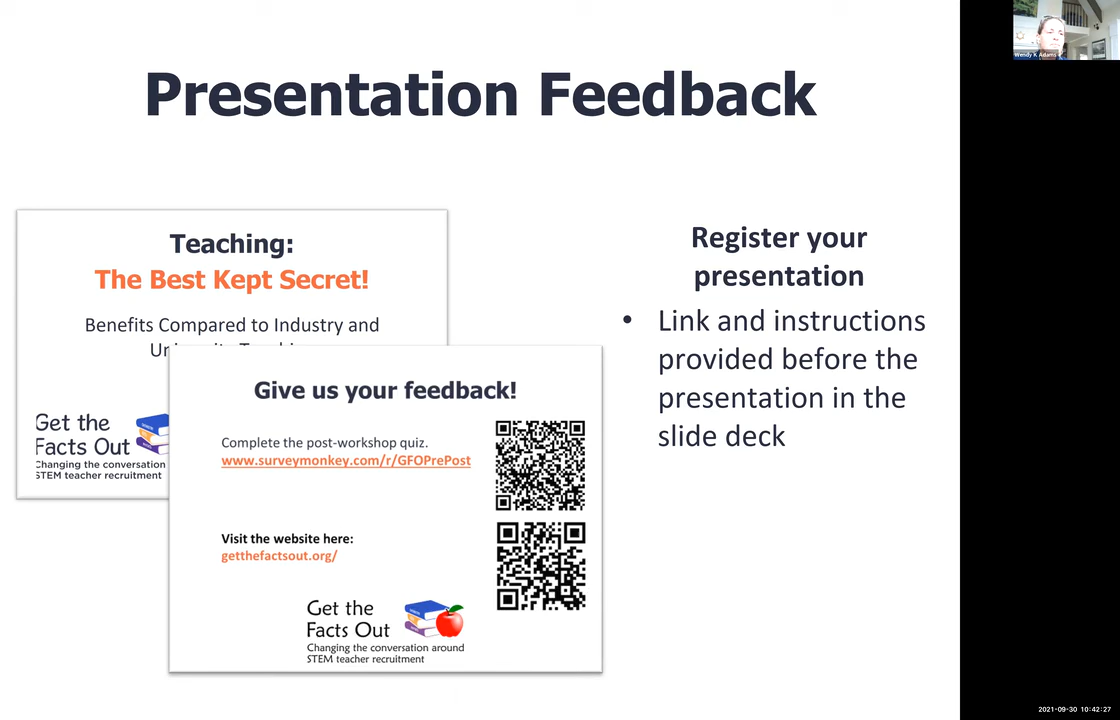 Presentation Feedback
Teaching:
The Best Kept Secret!
Benefits Compared to Industry and
Get the
Facts Out
Changing the conversation
STEM teacher recruitment
Give us your feedback!
Complete the post-workshop quiz.
www.surveymonkey.com/r/GFOPrePost
Visit the website here:
getthefactsout.org/
Get the
Facts Out
Changing the conversation around
STEM teacher recruitment
Register your
presentation
• Link and instructions
provided before the
presentation in the
slide deck
Wendy K Adams
2021-09-30 10:42:27